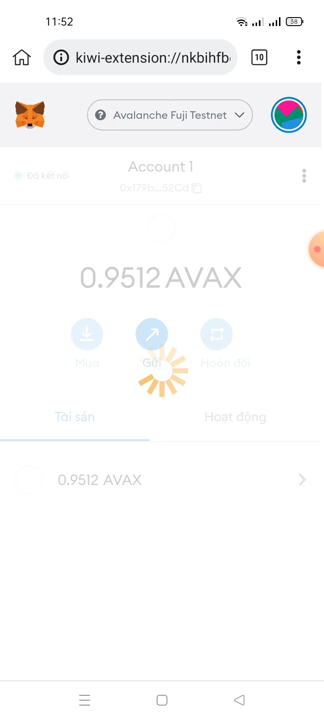 11:52
58
kiwi-extension://nkbihfb
10
Avalanche Fuji Testnet
Đã kết nối
Account 1
0x179b...52Cd
0.9512 AVAX
Mua
Gửi
Hoán đổi
Tài sản
Hoạt động
0.9512 AVAX